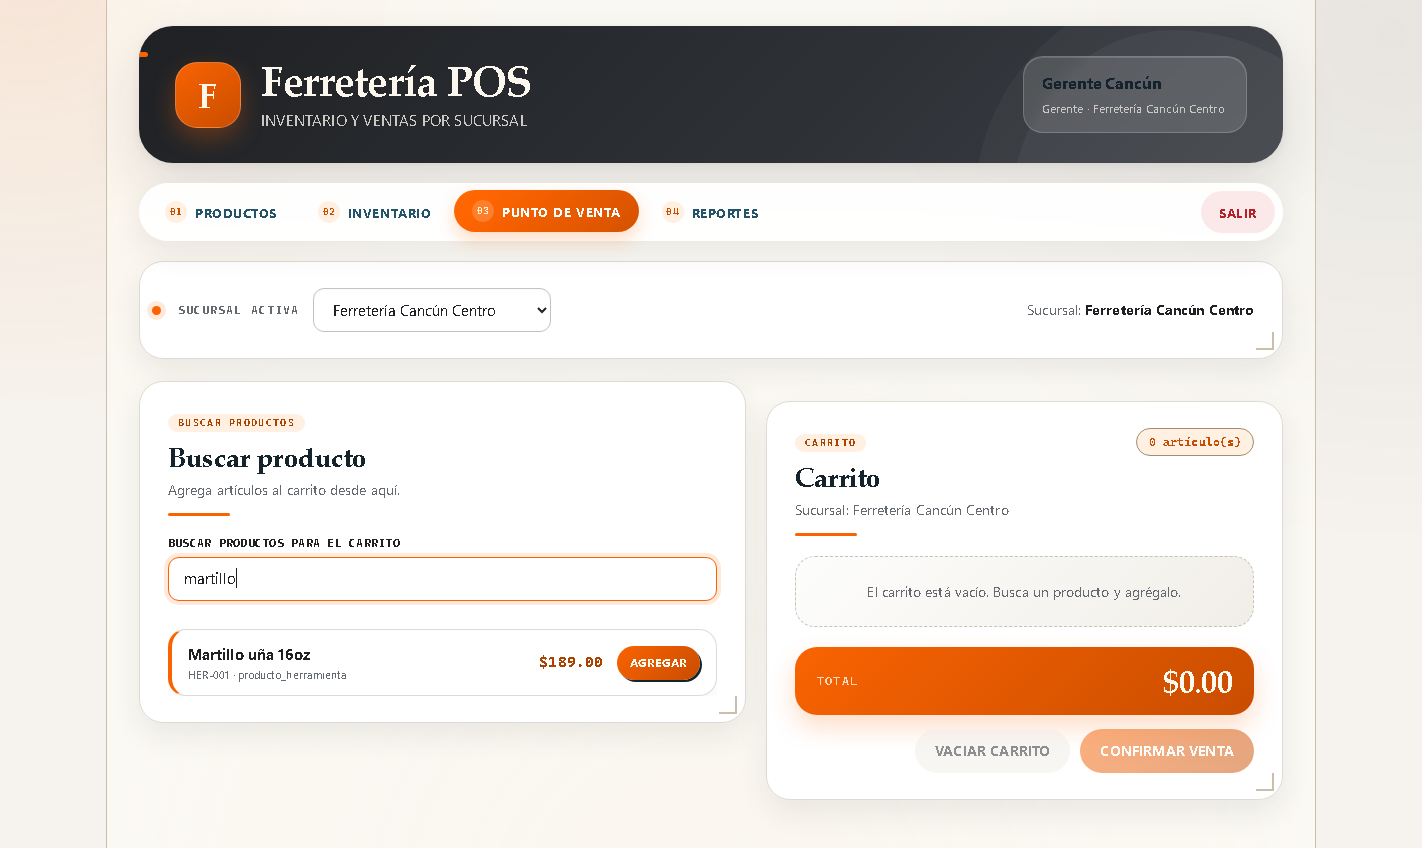 F
Ferretería POS
INVENTARIO Y VENTAS POR SUCURSAL
Gerente Cancún
Gerente · Ferretería Cancún Centro
01 PRODUCTOS
02 INVENTARIO
03 PUNTO DE VENTA
04 REPORTES
SALIR
SUCURSAL ACTIVA
Ferretería Cancún Centro
Sucursal: Ferretería Cancún Centro
BUSCAR PRODUCTOS
Buscar producto
Agrega artículos al carrito desde aquí.
BUSCAR PRODUCTOS PARA EL CARRITO
martillo
Martillo uña 16oz
HER-001 · producto_herramienta
$189.00
AGREGAR
CARRITO
0 artículo(s)
Carrito
Sucursal: Ferretería Cancún Centro
El carrito está vacío. Busca un producto y agrégalo.
TOTAL
$0.00
VACIAR CARRITO
CONFIRMAR VENTA